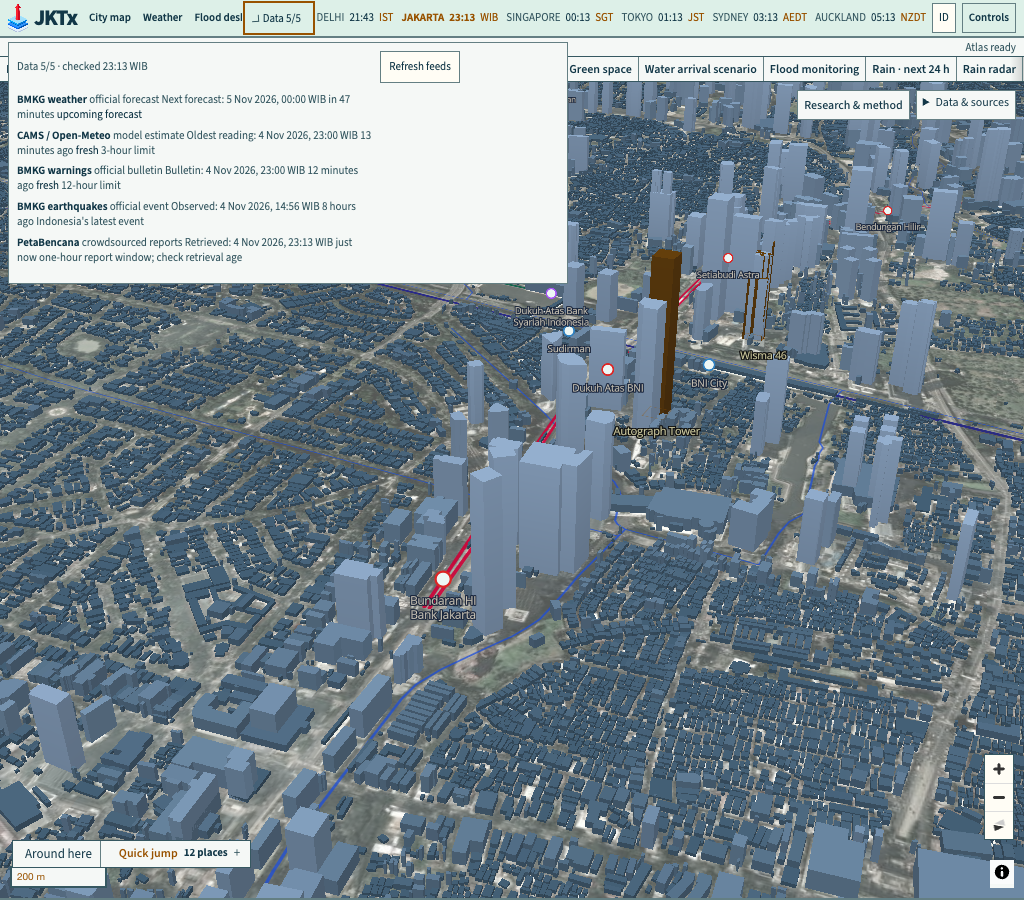 JKTx
City map
Weather
Flood desl
Data 5/5
DELHI 21:43 IST
JAKARTA 23:13 WIB
SINGAPORE 00:13 SGT
TOKYO 01:13 JST
SYDNEY 03:13 AEDT
AUCKLAND 05:13 NZDT
ID
Controls
Atlas ready
Data 5/5 · checked 23:13 WIB
Refresh feeds
BMKG weather official forecast Next forecast: 5 Nov 2026, 00:00 WIB in 47
minutes upcoming forecast
CAMS / Open-Meteo model estimate Oldest reading: 4 Nov 2026, 23:00 WIB 13
minutes ago fresh 3-hour limit
BMKG warnings official bulletin Bulletin: 4 Nov 2026, 23:00 WIB 12 minutes
ago fresh 12-hour limit
BMKG earthquakes official event Observed: 4 Nov 2026, 14:56 WIB 8 hours
ago Indonesia's latest event
PetaBencana crowdsourced reports Retrieved: 4 Nov 2026, 23:13 WIB just
now one-hour report window; check retrieval age
Green space
Water arrival scenario
Flood monitoring
Rain · next 24 h
Rain radar
Research & method
Data & sources
Bendungan Hilir
Setiabudi Astra
Dukuh Atas Bank
Syariah Indonesia
Sudirman
Wisma 46
Dukuh Atas BNI
BNI City
Autograph Tower
Bundaran HI
Bank Jakarta
Around here
Quick jump 12 places +
200 m